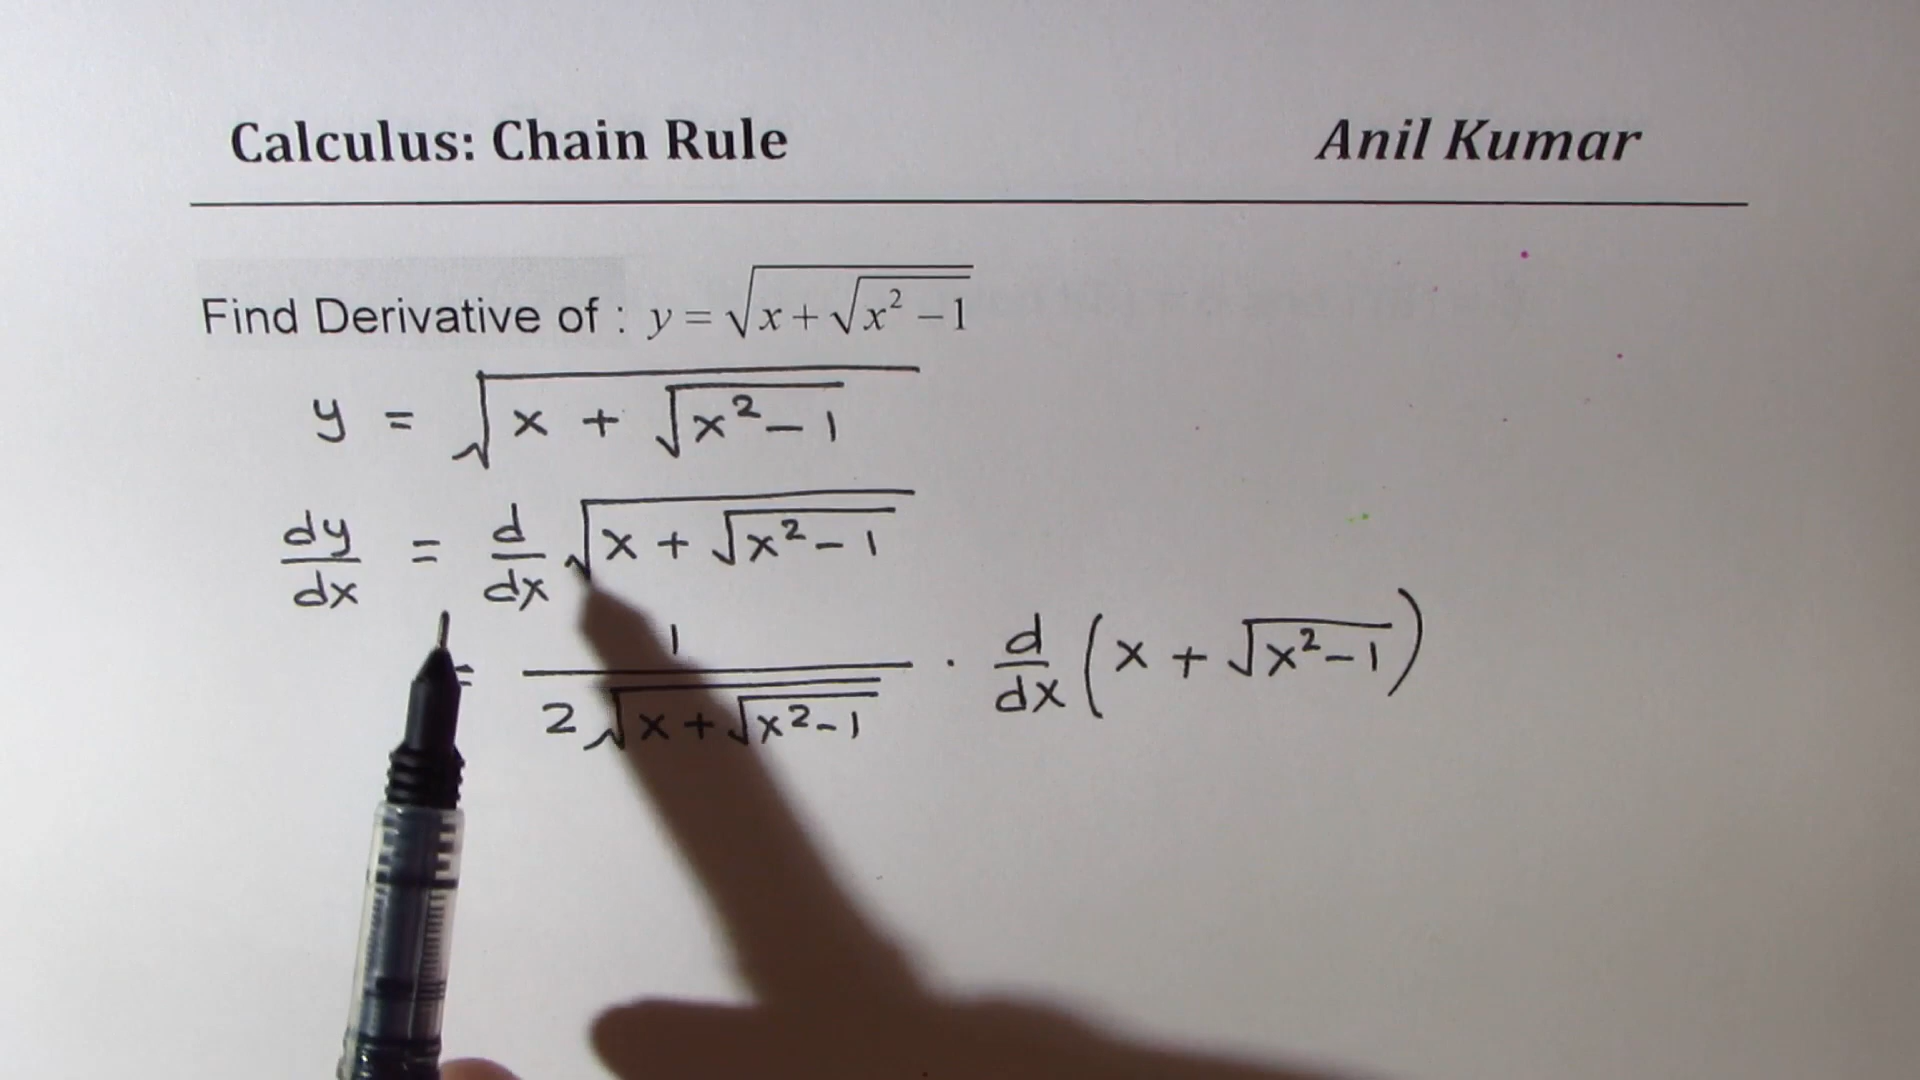 Calculus: Chain Rule Anil Kumar
Find Derivative of : y = √(x + √(x² − 1))
y = √(x + √(x² − 1))
dy/dx = d/dx √(x + √(x² − 1))
= 1/(2√(x + √(x² − 1))) · d/dx (x + √(x² − 1))